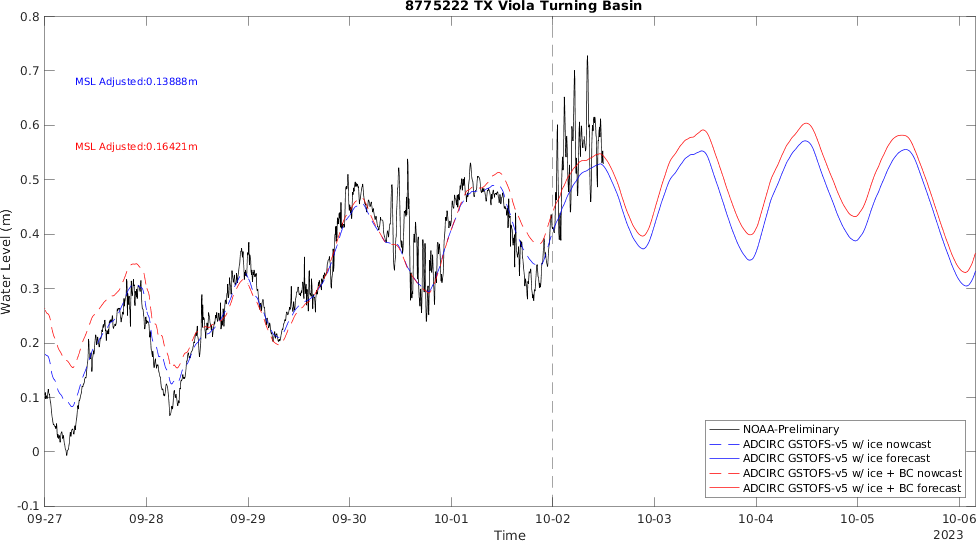 8775222 TX Viola Turning Basin
0.8
0.7
0.6
0.5
0.4
0.3
0.2
0.1
0
-0.1
Water Level (m)
MSL Adjusted:0.13888m
MSL Adjusted:0.16421m
NOAA-Preliminary
ADCIRC GSTOFS-v5 w/ ice nowcast
ADCIRC GSTOFS-v5 w/ ice forecast
ADCIRC GSTOFS-v5 w/ ice + BC nowcast
ADCIRC GSTOFS-v5 w/ ice + BC forecast
09-27 09-28 09-29 09-30 10-01 10-02 10-03 10-04 10-05 10-06
Time
2023